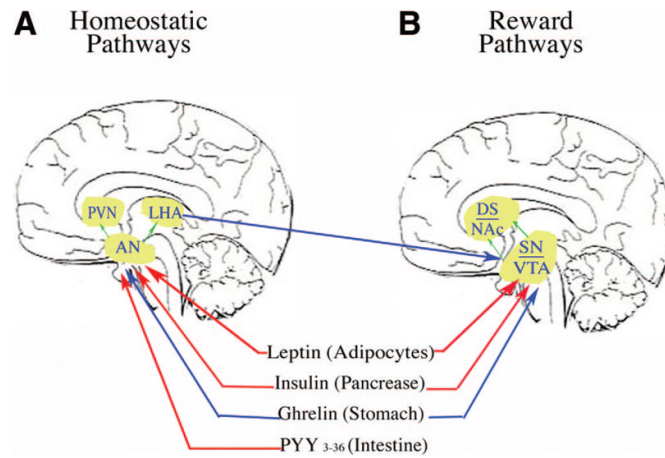 A
Homeostatic
Pathways
B
Reward
Pathways
PVN
LHA
AN
DS
NAc
SN
VTA
Leptin (Adipocytes)
Insulin (Pancrease)
Ghrelin (Stomach)
PYY 3-36 (Intestine)